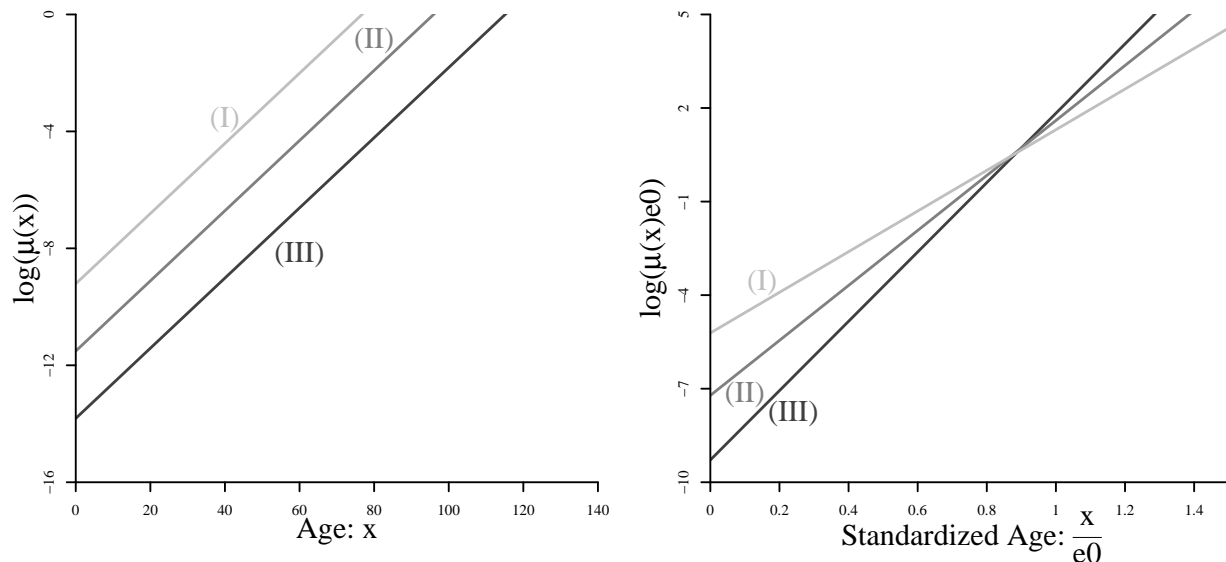 0
−4
−8
−12
−16
log(μ(x))
(I)
(II)
(III)
0 20 40 60 80 100 120 140
Age: x
5
2
−1
−4
−7
−10
log(μ(x)e0)
(I)
(II)
(III)
0 0.2 0.4 0.6 0.8 1 1.2 1.4
Standardized Age: x
e0